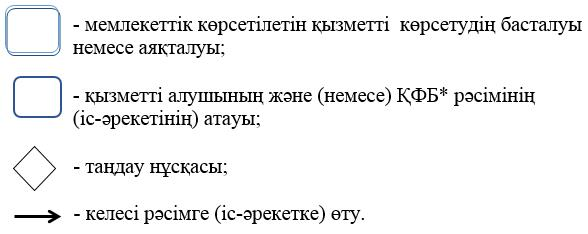 - мемлекеттік көрсетілетін қызметті көрсетудің басталуы
немесе аяқталуы;
- қызметті алушының және (немесе) ҚФБ* рәсімінің
(іс-әрекетінің) атауы;
- таңдау нұсқасы;
- келесі рәсімге (іс-әрекетке) өту.